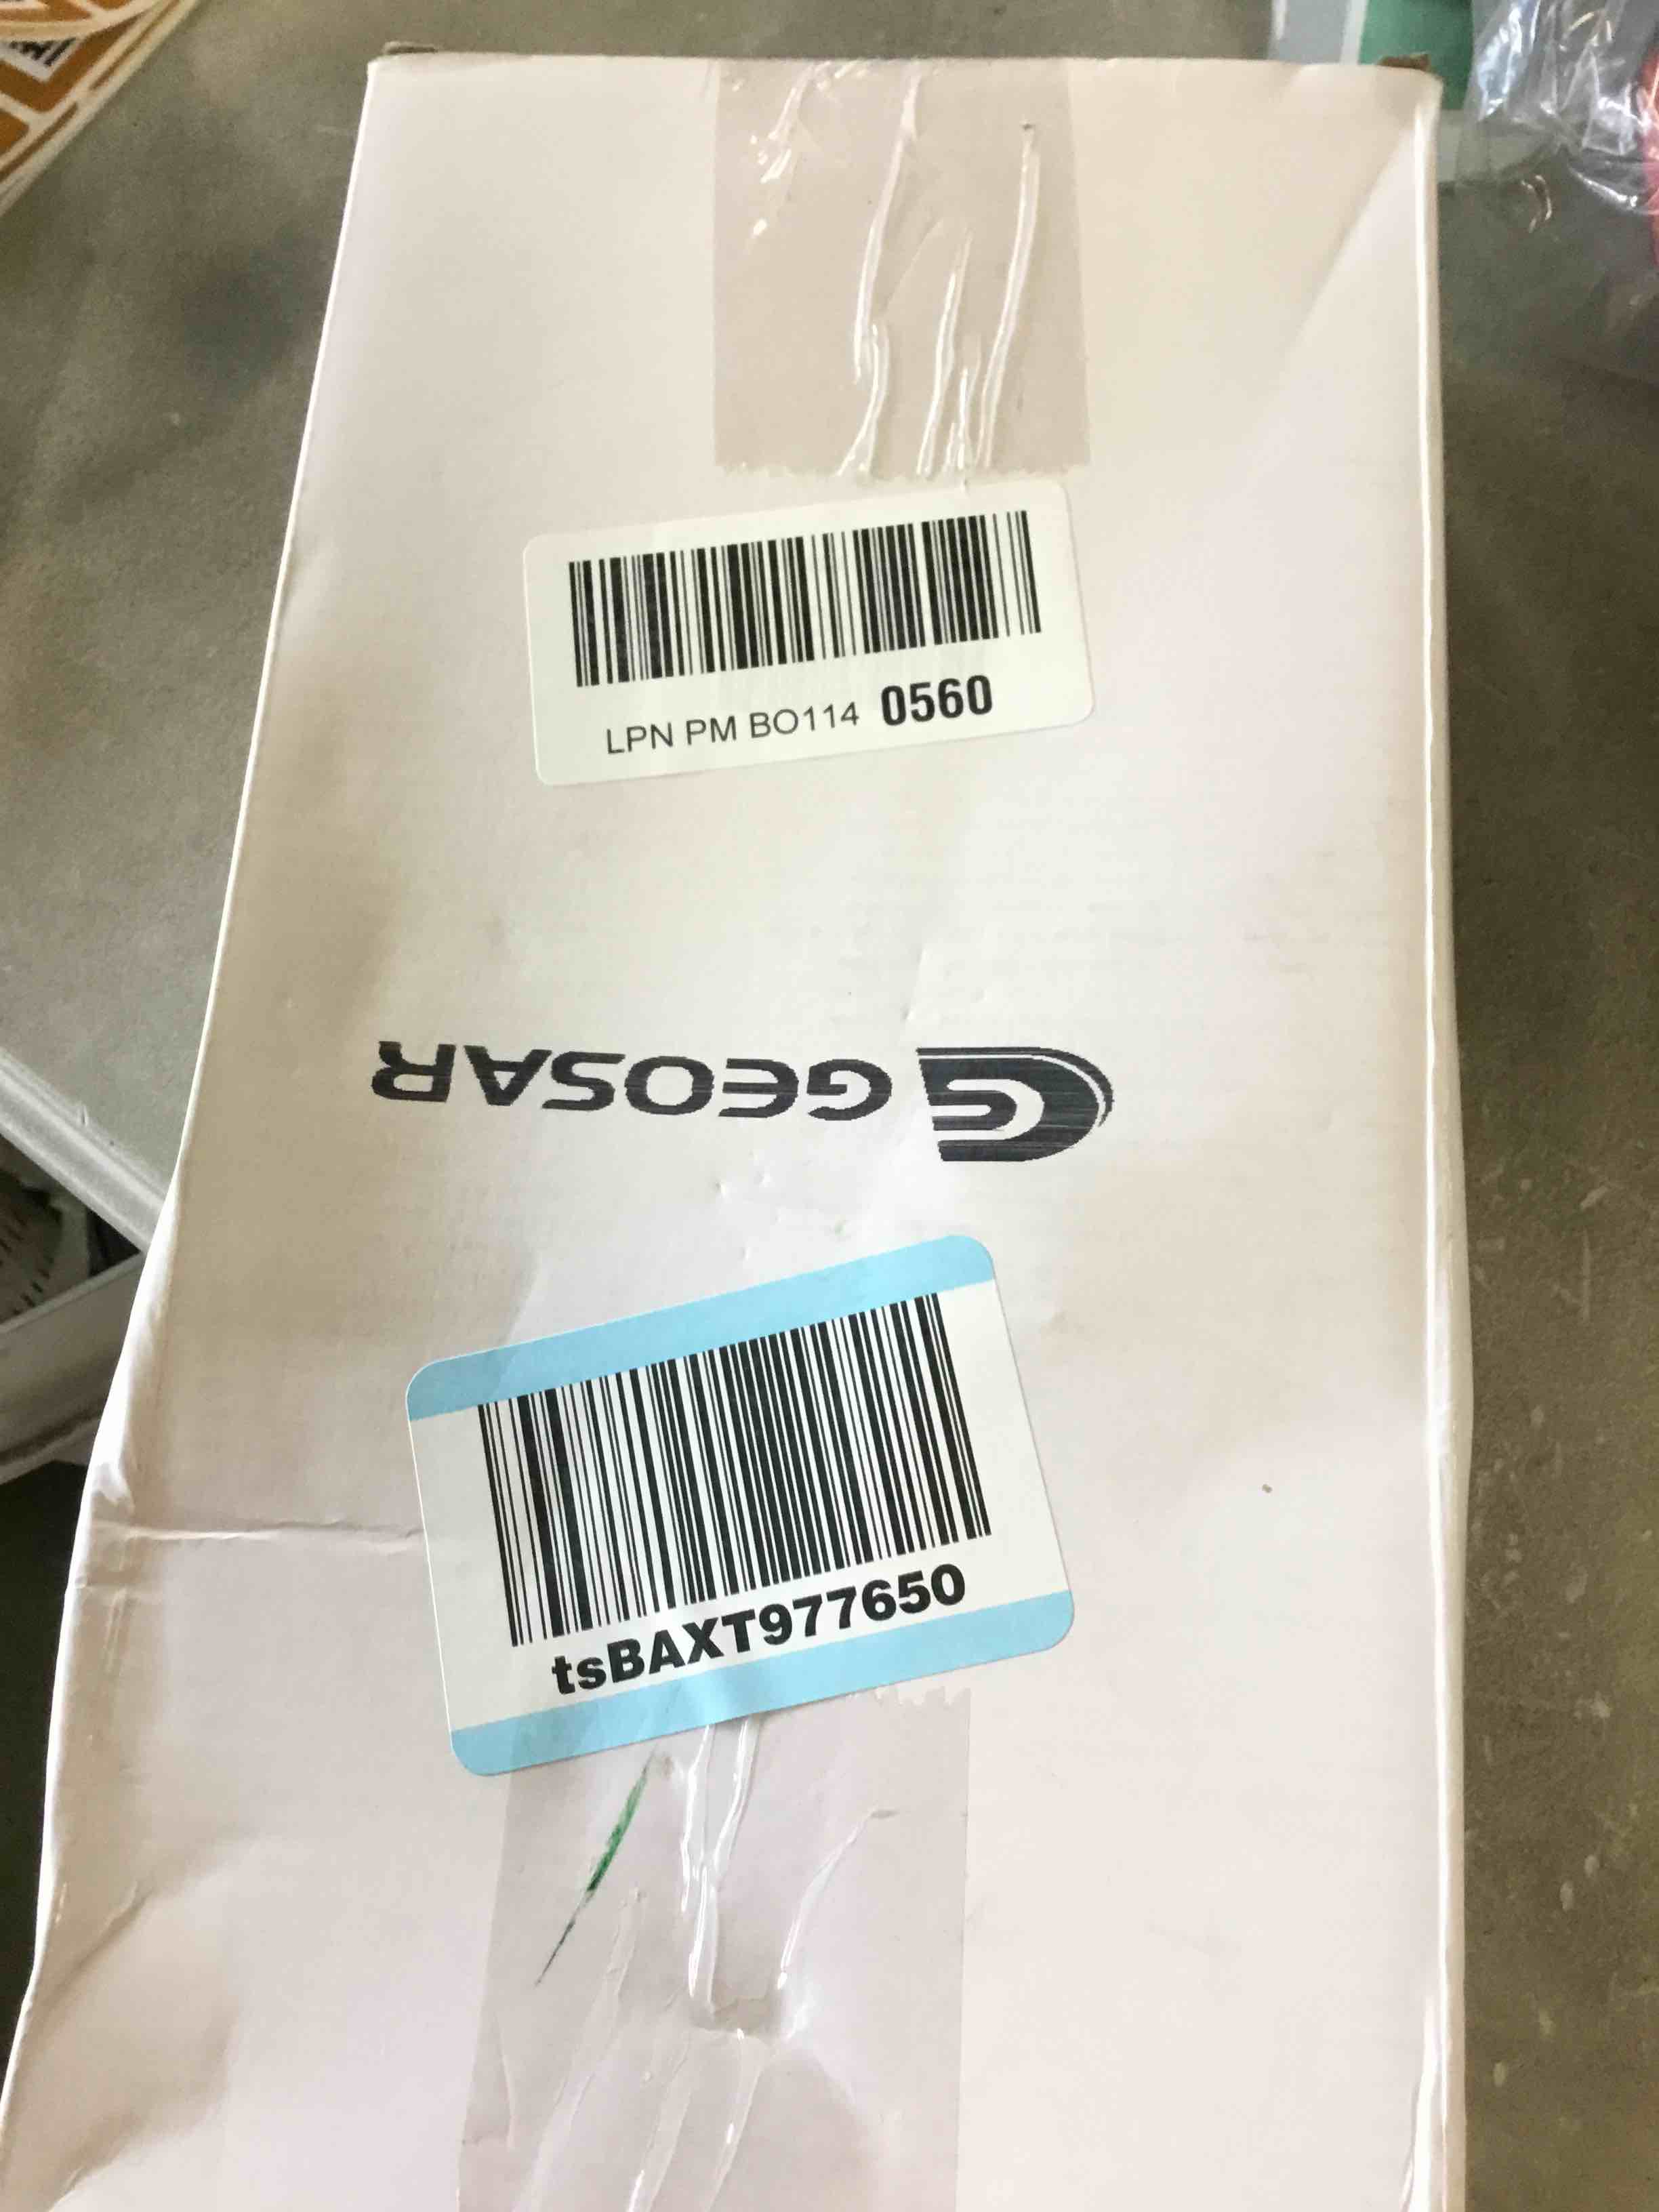 LPN PM BO114 0560
GEOSAR
tsBAXT977650